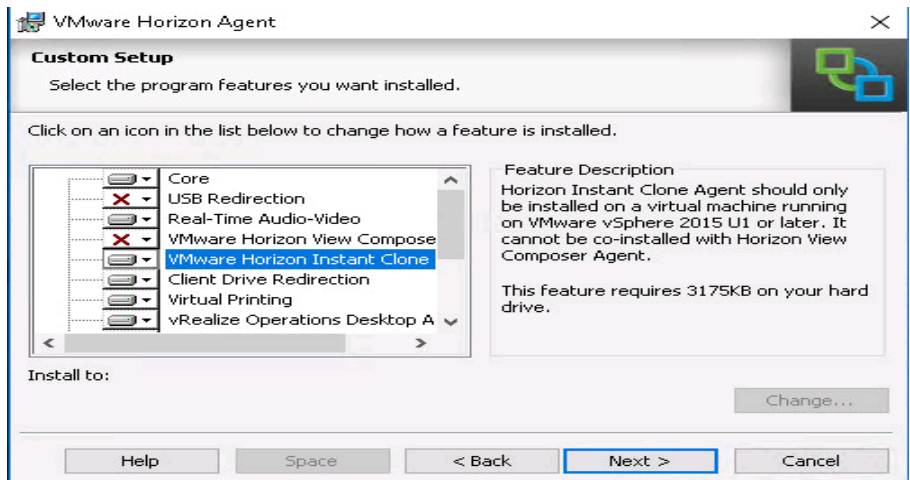 VMware Horizon Agent
Custom Setup
Select the program features you want installed.
Click on an icon in the list below to change how a feature is installed.
Core
USB Redirection
Real-Time Audio-Video
VMware Horizon View Compose
VMware Horizon Instant Clone
Client Drive Redirection
Virtual Printing
vRealize Operations Desktop A
Feature Description
Horizon Instant Clone Agent should only
be installed on a virtual machine running
on VMware vSphere 2015 U1 or later. It
cannot be co-installed with Horizon View
Composer Agent.
This feature requires 3175KB on your hard
drive.
Install to:
Change...
Help
Space
< Back
Next >
Cancel